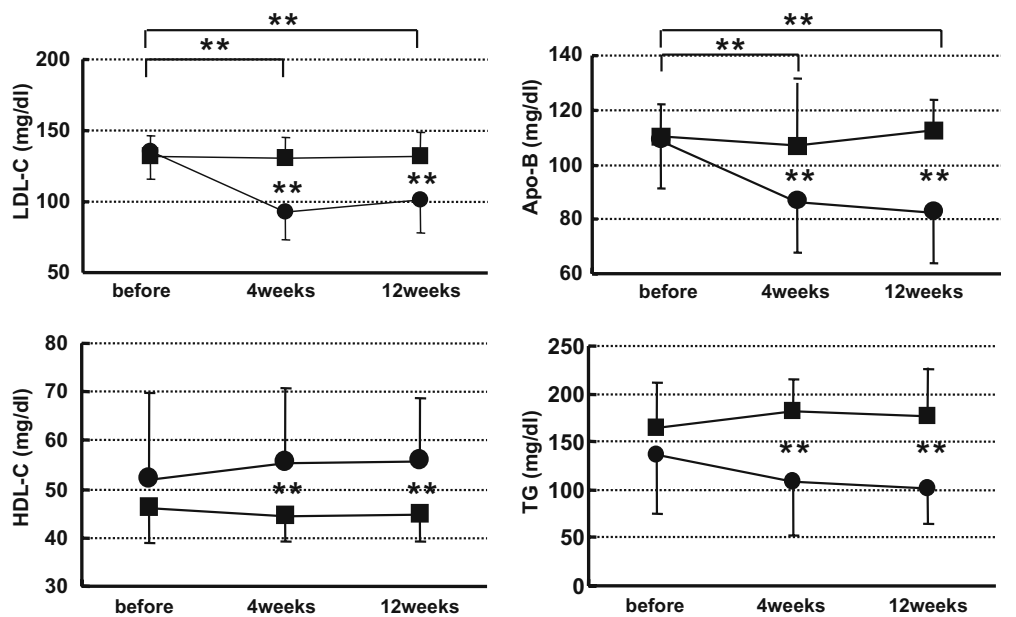 **
**
200
150
100
50
LDL-C (mg/dl)
**
**
before
4weeks
12weeks
**
**
140
120
100
80
60
Apo-B (mg/dl)
**
**
before
4weeks
12weeks
80
70
60
50
40
30
HDL-C (mg/dl)
**
**
before
4weeks
12weeks
250
200
150
100
50
0
TG (mg/dl)
**
**
before
4weeks
12weeks